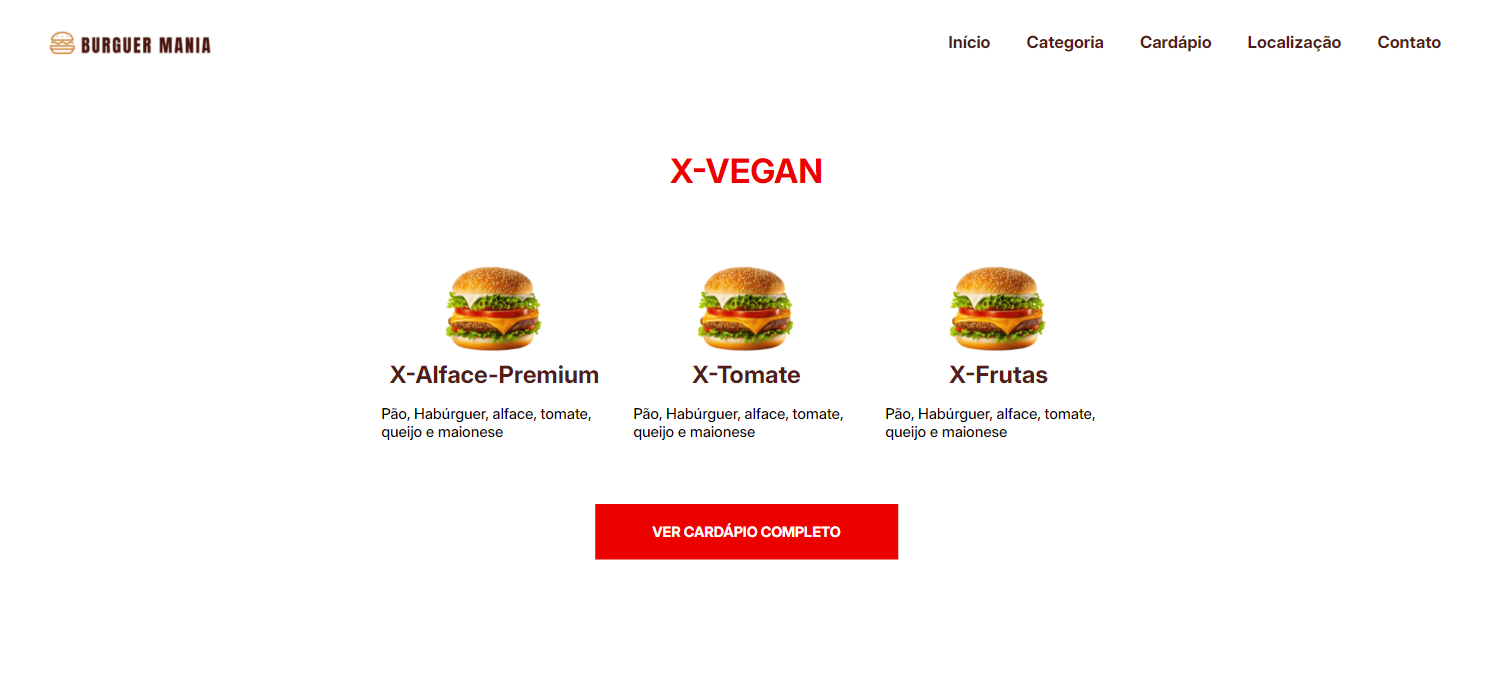 BURGUER MANIA
Início Categoria Cardápio Localização Contato
X-VEGAN
X-Alface-Premium
Pão, Habúrguer, alface, tomate,
queijo e maionese
X-Tomate
Pão, Habúrguer, alface, tomate,
queijo e maionese
X-Frutas
Pão, Habúrguer, alface, tomate,
queijo e maionese
VER CARDÁPIO COMPLETO